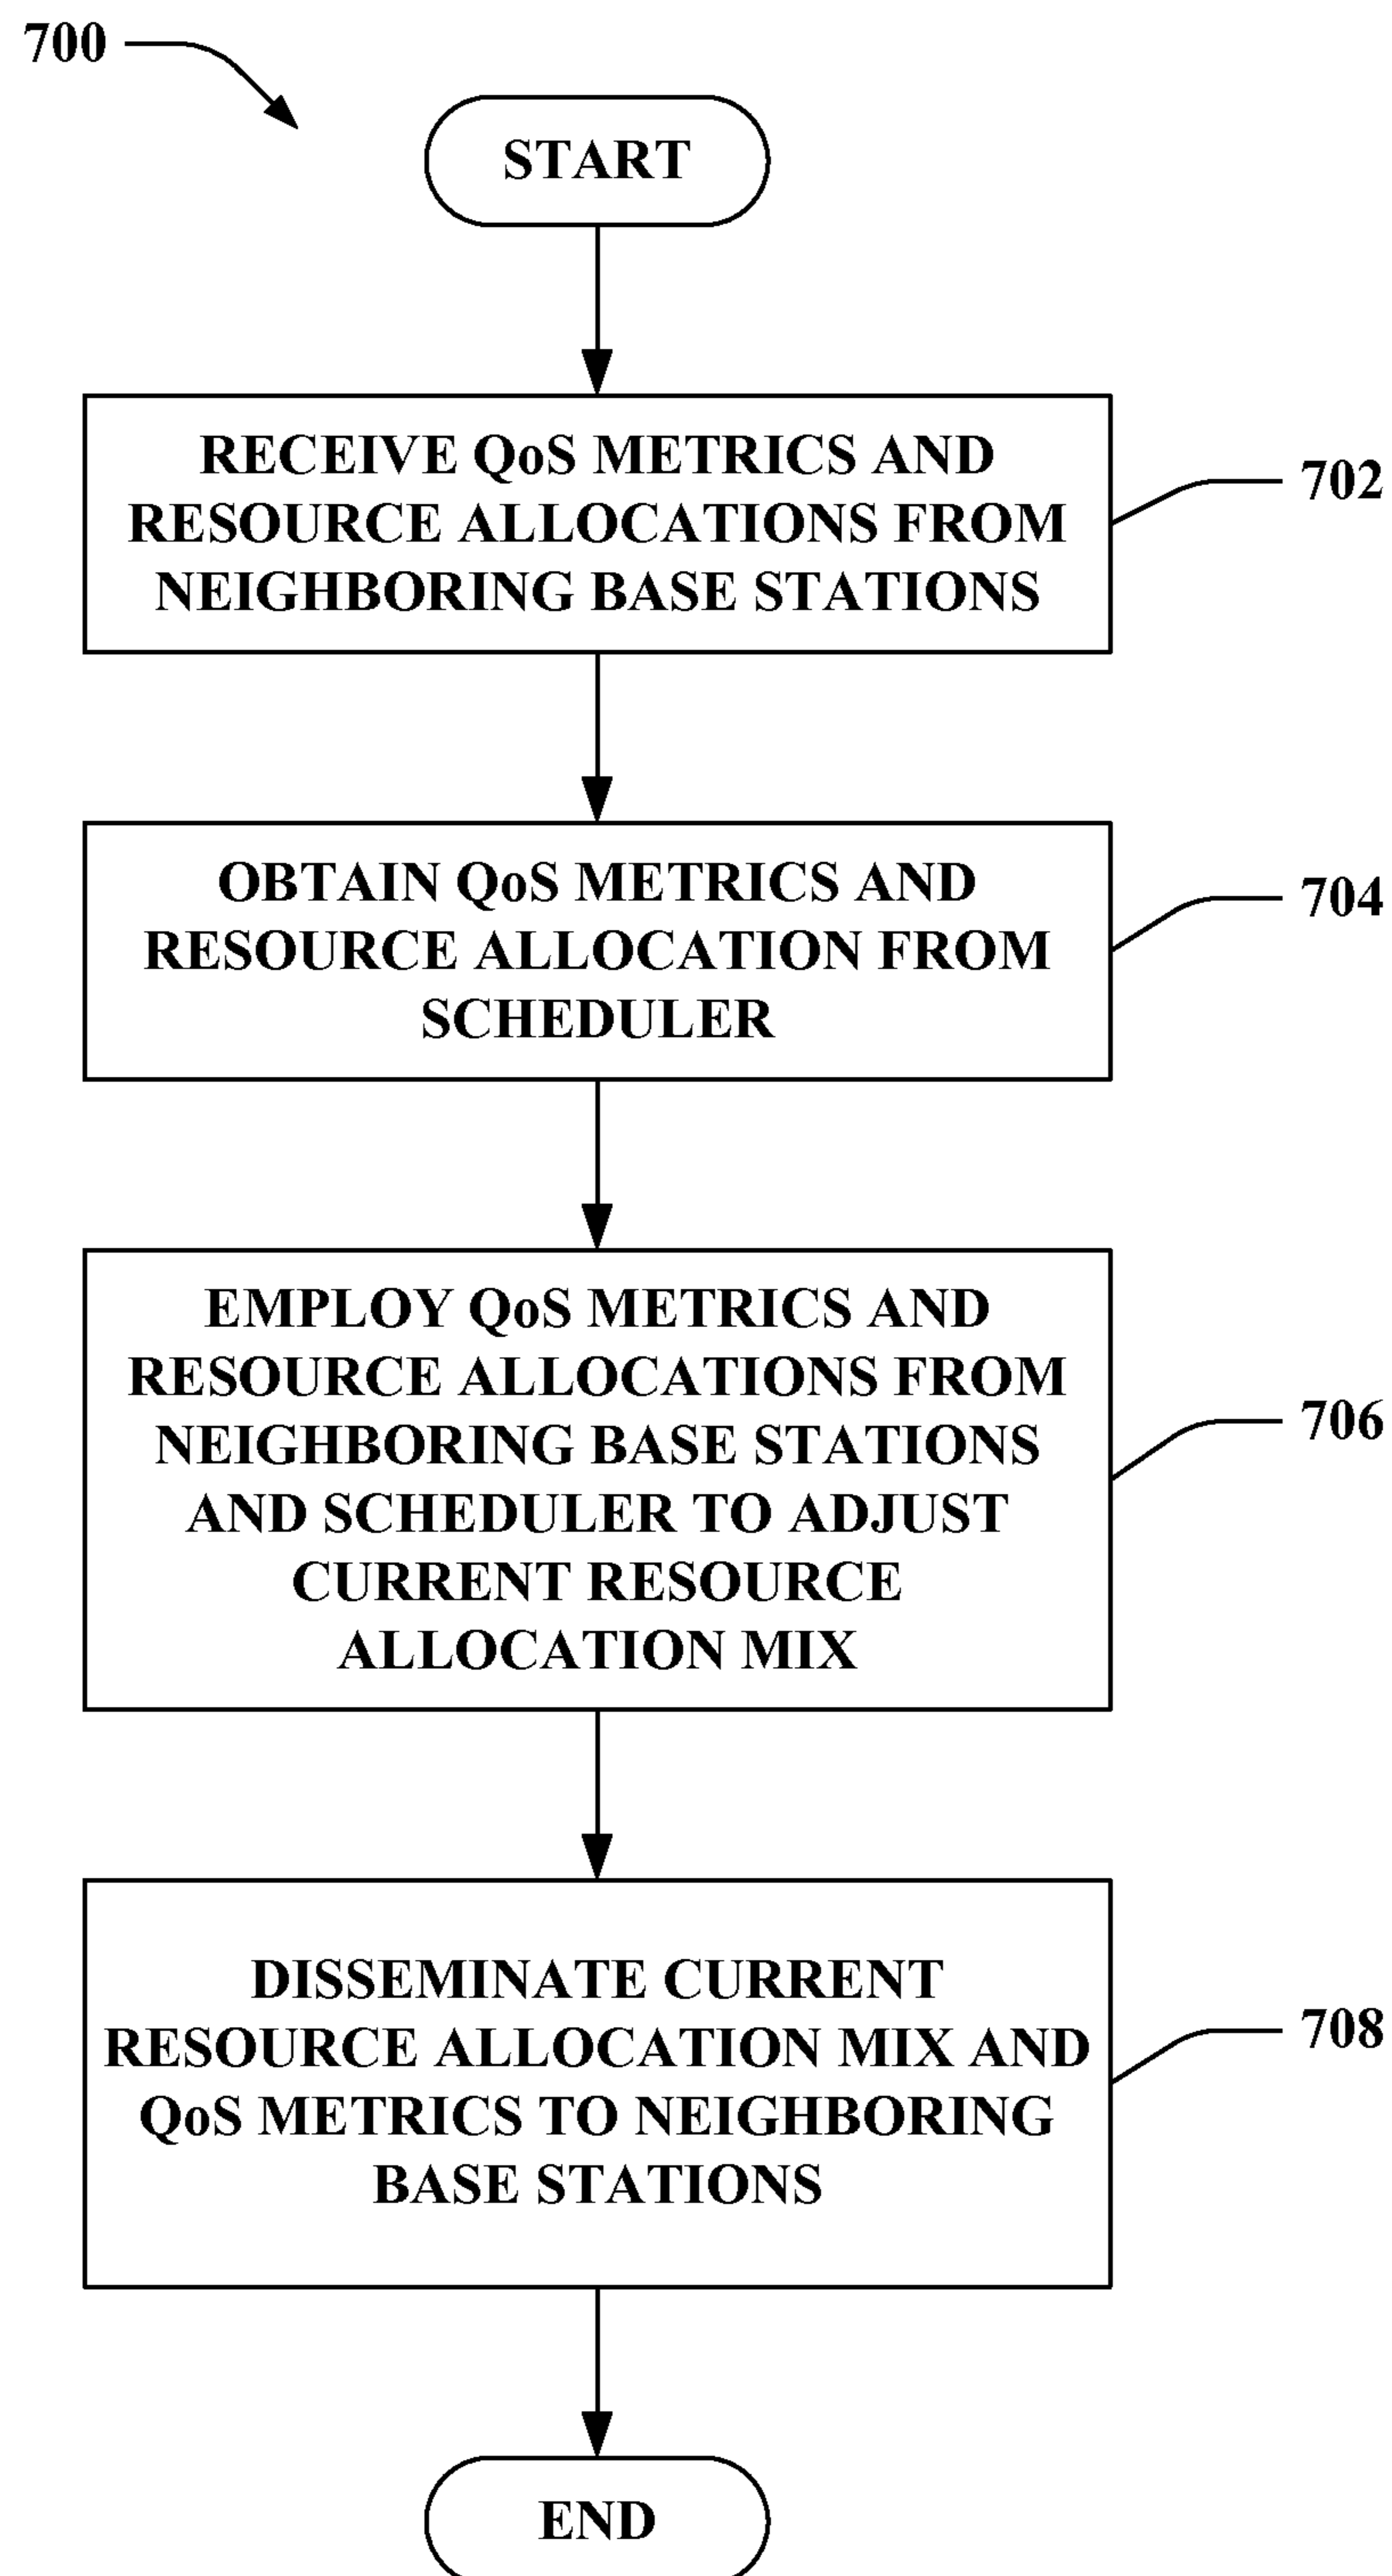 700
START
RECEIVE QoS METRICS AND
RESOURCE ALLOCATIONS FROM
NEIGHBORING BASE STATIONS
702
OBTAIN QoS METRICS AND
RESOURCE ALLOCATION FROM
SCHEDULER
704
EMPLOY QoS METRICS AND
RESOURCE ALLOCATIONS FROM
NEIGHBORING BASE STATIONS
AND SCHEDULER TO ADJUST
CURRENT RESOURCE
ALLOCATION MIX
706
DISSEMINATE CURRENT
RESOURCE ALLOCATION MIX AND
QoS METRICS TO NEIGHBORING
BASE STATIONS
708
END